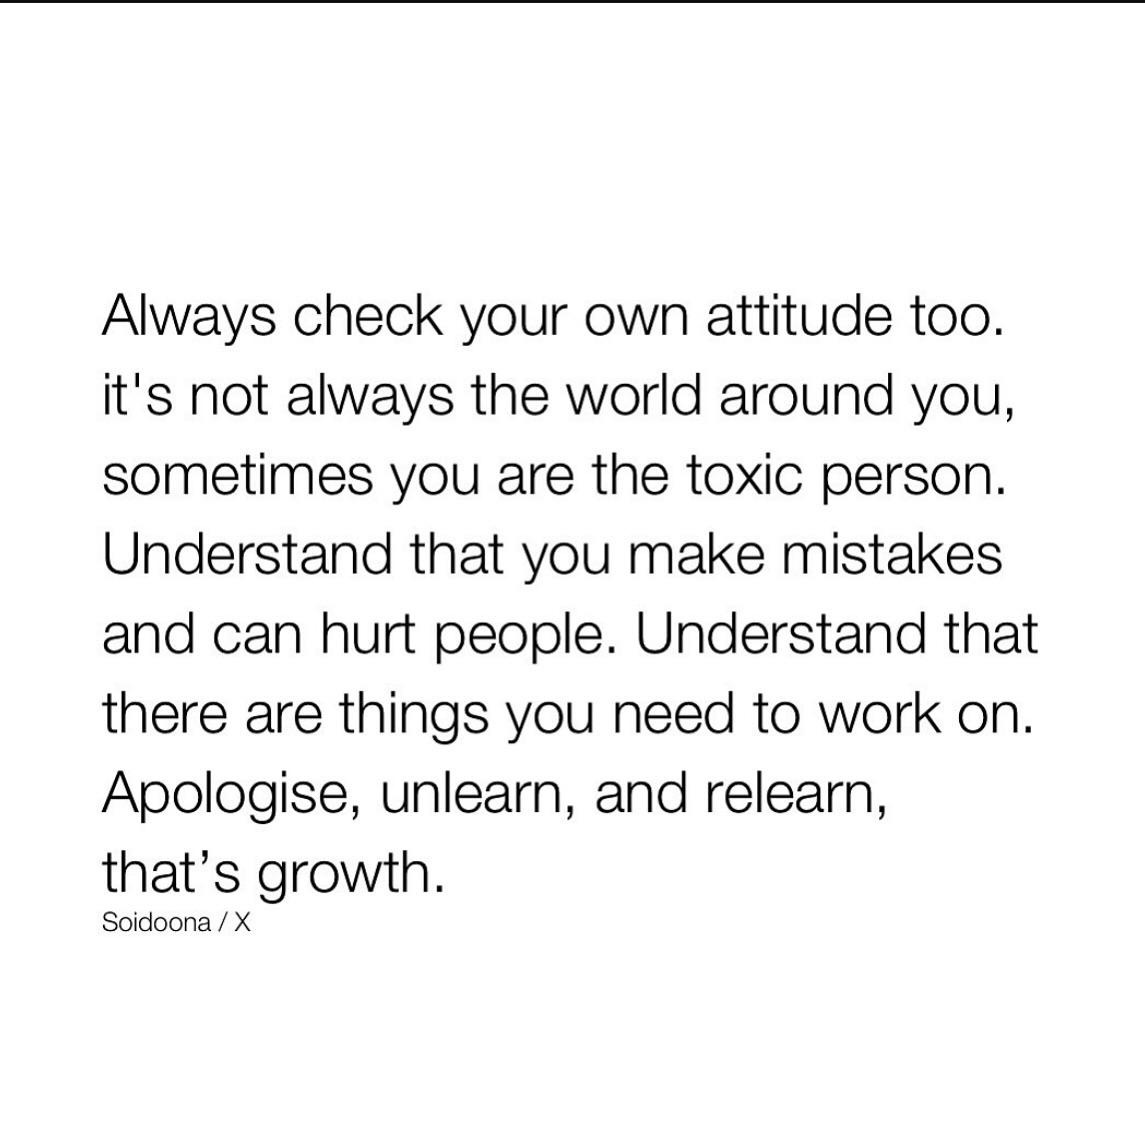 Always check your own attitude too.
it's not always the world around you,
sometimes you are the toxic person.
Understand that you make mistakes
and can hurt people. Understand that
there are things you need to work on.
Apologise, unlearn, and relearn,
that’s growth.
Soidoona / X